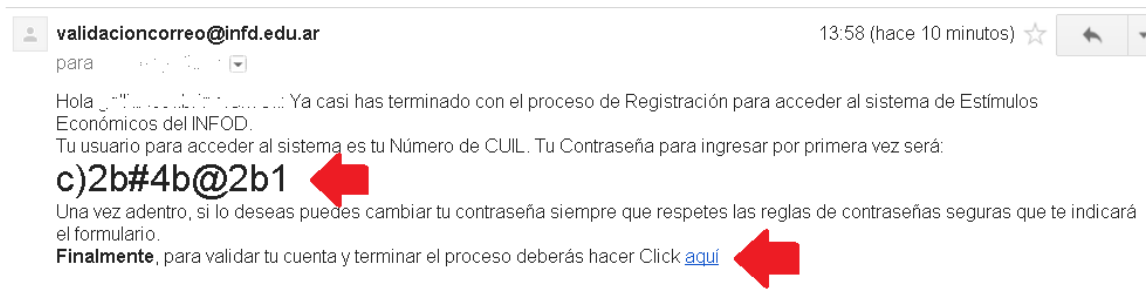 validacioncorreo@infd.edu.ar 13:58 (hace 10 minutos)
para
Hola : Ya casi has terminado con el proceso de Registración para acceder al sistema de Estímulos
Económicos del INFOD.
Tu usuario para acceder al sistema es tu Número de CUIL. Tu Contraseña para ingresar por primera vez será:
c)2b#4b@2b1
Una vez adentro, si lo deseas puedes cambiar tu contraseña siempre que respetes las reglas de contraseñas seguras que te indicará
el formulario.
Finalmente, para validar tu cuenta y terminar el proceso deberás hacer Click aquí